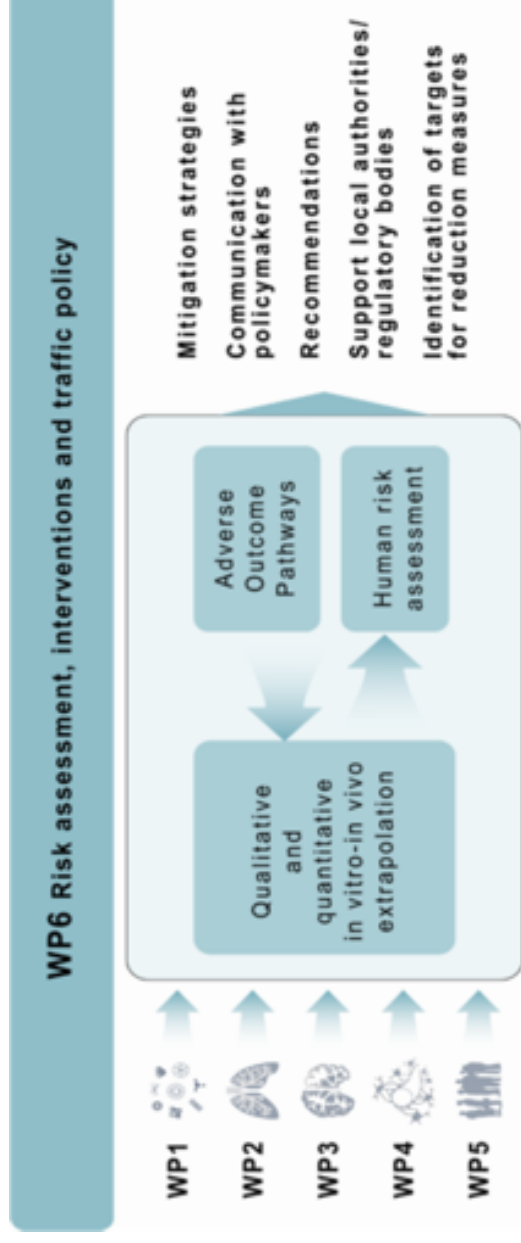 WP6 Risk assessment, interventions and traffic policy
WP1
WP2
WP3
WP4
WP5
Qualitative
and
quantitative
in vitro-in vivo
extrapolation
Adverse
Outcome
Pathways
Human risk
assessment
Mitigation strategies
Communication with
policymakers
Recommendations
Support local authorities/
regulatory bodies
Identification of targets
for reduction measures